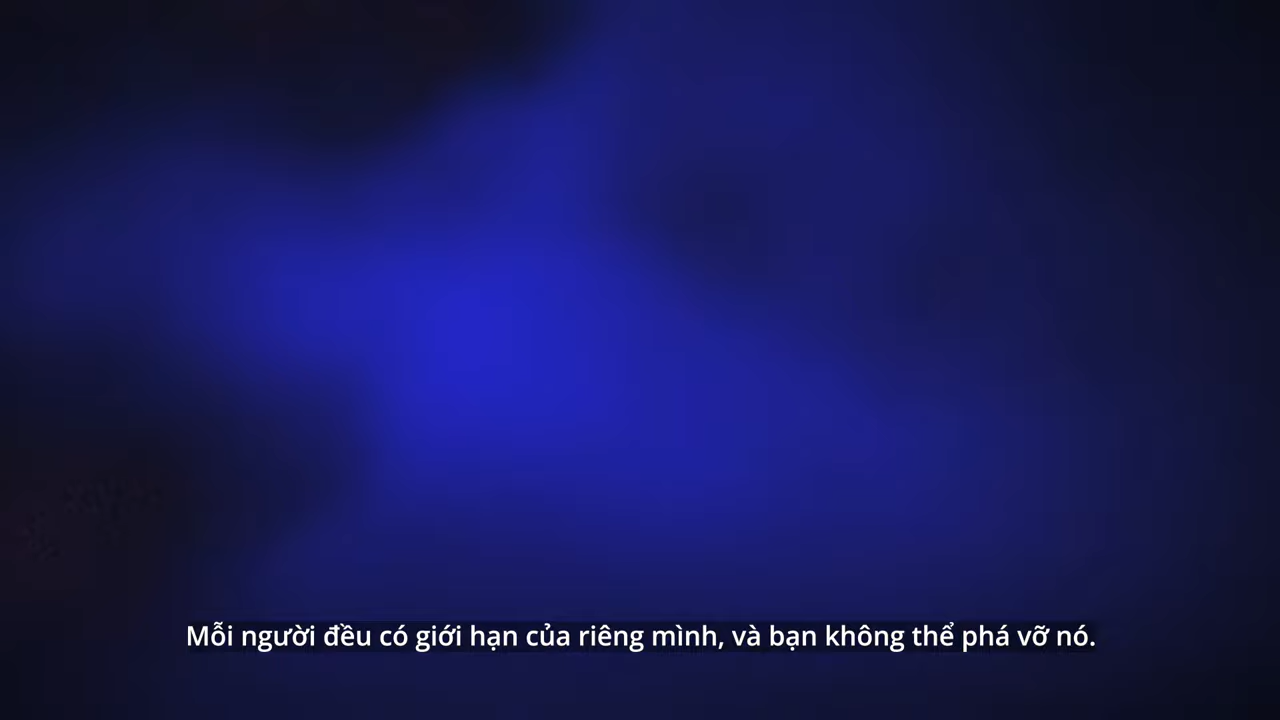 Mỗi người đều có giới hạn của riêng mình, và bạn không thể phá vỡ nó.